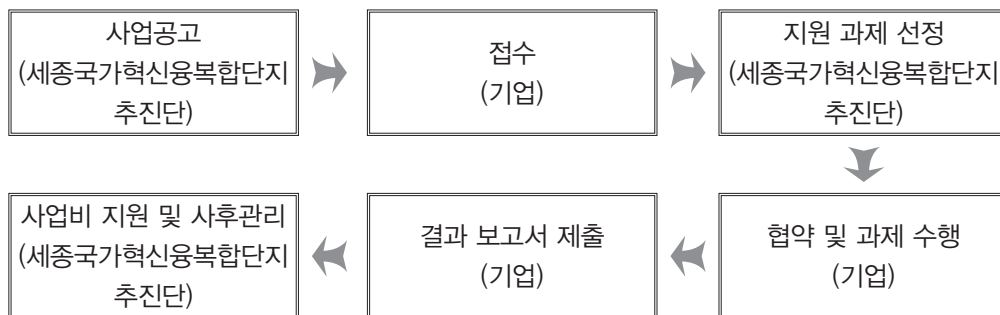 사업공고
(세종국가혁신융복합단지
추진단)
접수
(기업)
지원 과제 선정
(세종국가혁신융복합단지
추진단)
협약 및 과제 수행
(기업)
결과 보고서 제출
(기업)
사업비 지원 및 사후관리
(세종국가혁신융복합단지
추진단)